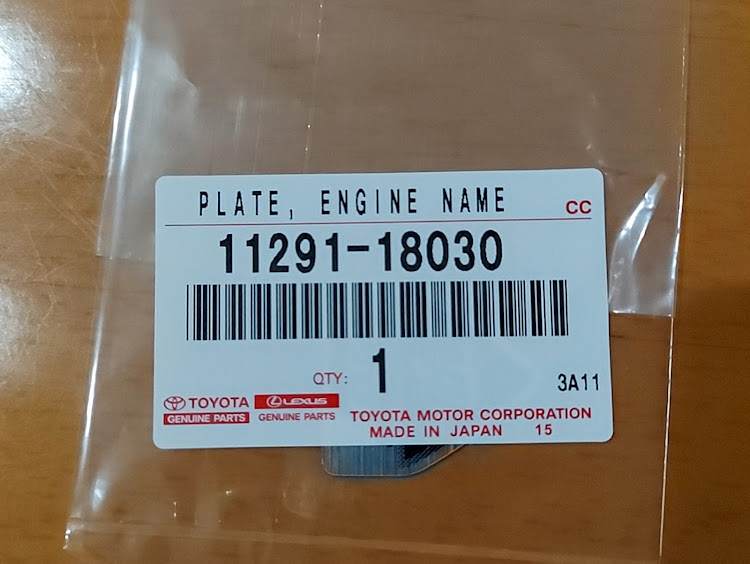 PLATE, ENGINE NAME CC
11291-18030
QTY: 1 3A11
TOYOTA LEXUS
GENUINE PARTS GENUINE PARTS
TOYOTA MOTOR CORPORATION
MADE IN JAPAN 15